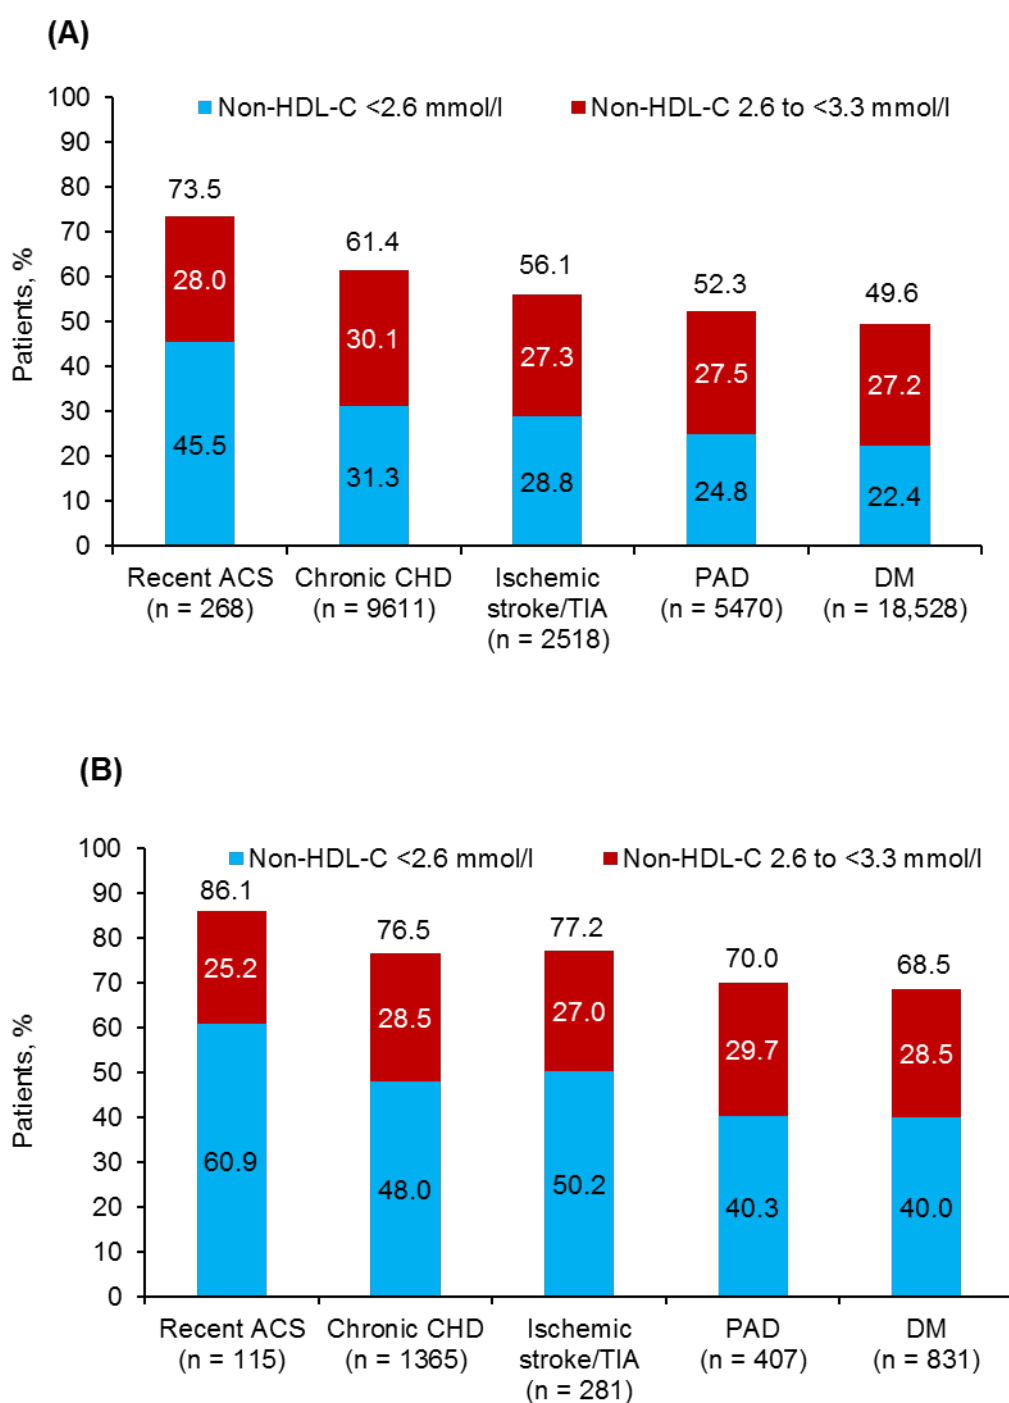 (A)
Non-HDL-C <2.6 mmol/l Non-HDL-C 2.6 to <3.3 mmol/l
Patients, %
100
90
80
70
60
50
40
30
20
10
0
73.5
28.0
45.5
61.4
30.1
31.3
56.1
27.3
28.8
52.3
27.5
24.8
49.6
27.2
22.4
Recent ACS
(n = 268)
Chronic CHD
(n = 9611)
Ischemic
stroke/TIA
(n = 2518)
PAD
(n = 5470)
DM
(n = 18,528)
(B)
Non-HDL-C <2.6 mmol/l Non-HDL-C 2.6 to <3.3 mmol/l
Patients, %
100
90
80
70
60
50
40
30
20
10
0
86.1
25.2
60.9
76.5
28.5
48.0
77.2
27.0
50.2
70.0
29.7
40.3
68.5
28.5
40.0
Recent ACS
(n = 115)
Chronic CHD
(n = 1365)
Ischemic
stroke/TIA
(n = 281)
PAD
(n = 407)
DM
(n = 831)